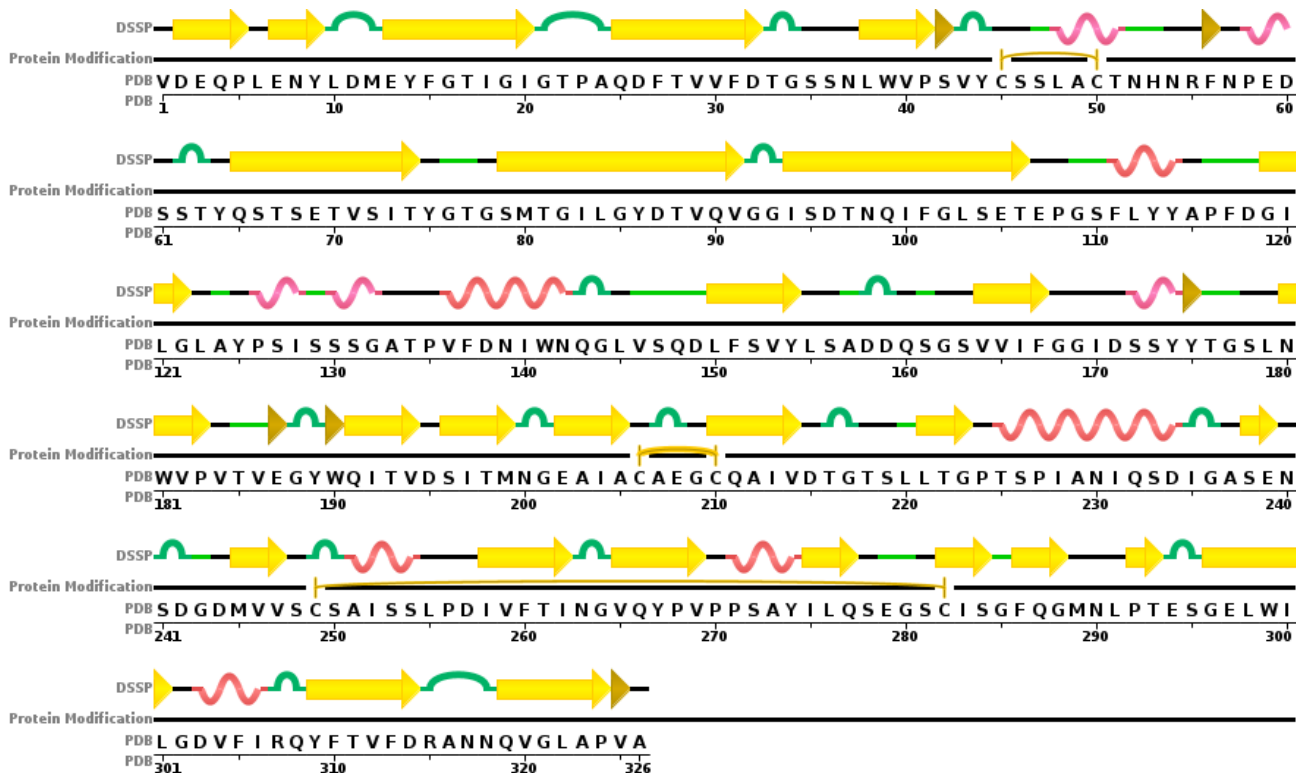 DSSP
Protein Modification
PDB V D E Q P L E N Y L D M E Y F G T I G I G T P A Q D F T V V F D T G S S N L W V P S V Y C S S L A C T N H N R F N P E D
PDB 1 10 20 30 40 50 60
DSSP
Protein Modification
PDB S S T Y Q S T S E T V S I T Y G T G S M T G I L G Y D T V Q V G G I S D T N Q I F G L S E T E P G S F L Y Y A P F D G I
PDB 61 70 80 90 100 110 120
DSSP
Protein Modification
PDB L G L A Y P S I S S S G A T P V F D N I W N Q G L V S Q D L F S V Y L S A D D Q S G S V V I F G G I D S S Y Y T G S L N
PDB 121 130 140 150 160 170 180
DSSP
Protein Modification
PDB W V P V T V E G Y W Q I T V D S I T M N G E A I A C A E G C Q A I V D T G T S L L T G P T S P I A N I Q S D I G A S E N
PDB 181 190 200 210 220 230 240
DSSP
Protein Modification
PDB S D G D M V V S C S A I S S L P D I V F T I N G V Q Y P V P P S A Y I L Q S E G S C I S G F Q G M N L P T E S G E L W I
PDB 241 250 260 270 280 290 300
DSSP
Protein Modification
PDB L G D V F I R Q Y F T V F D R A N N Q V G L A P V A
PDB 301 310 320 326